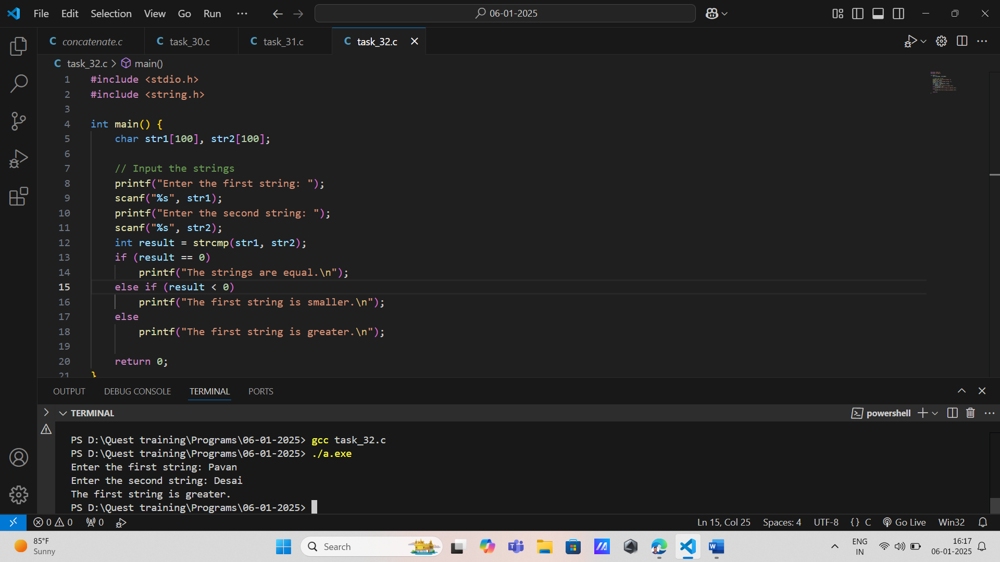 File Edit Selection View Go Run ··· 06-01-2025
concatenate.c task_30.c task_31.c task_32.c
C task_32.c > main()
1 #include <stdio.h>
2 #include <string.h>
3
4 int main() {
5 char str1[100], str2[100];
6
7 // Input the strings
8 printf("Enter the first string: ");
9 scanf("%s", str1);
10 printf("Enter the second string: ");
11 scanf("%s", str2);
12 int result = strcmp(str1, str2);
13 if (result == 0)
14 printf("The strings are equal.\n");
15 else if (result < 0)
16 printf("The first string is smaller.\n");
17 else
18 printf("The first string is greater.\n");
19
20 return 0;
21 }
OUTPUT DEBUG CONSOLE TERMINAL PORTS
TERMINAL powershell
PS D:\Quest training\Programs\06-01-2025> gcc task_32.c
PS D:\Quest training\Programs\06-01-2025> ./a.exe
Enter the first string: Pavan
Enter the second string: Desai
The first string is greater.
PS D:\Quest training\Programs\06-01-2025>
0 0 0 Ln 15, Col 25 Spaces: 4 UTF-8 {} C Go Live Win32
85°F
Sunny
Search
ENG
IN
16:17
06-01-2025